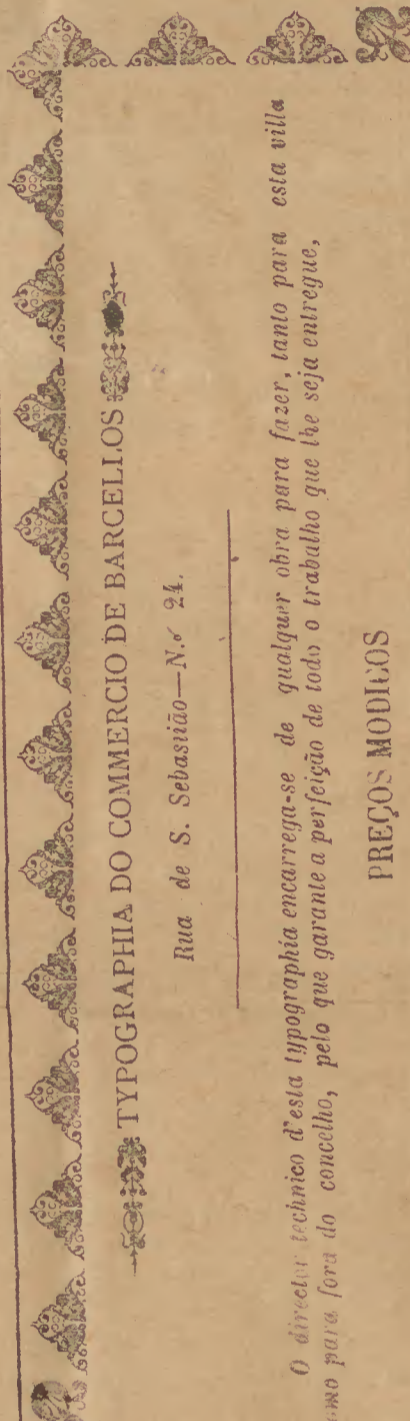 TYPOGRAPHIA DO COMMERCIO DE BARCELLOS
Rua de S. Sebastião—N.º 24.
O director technico d'esta typographia encarrega-se de qualquer obra para fazer, tanto para esta villa
omo para fora do concelho, pelo que garante a perfeição de todo o trabalho que lhe seja entregue,
PREÇOS MODICOS